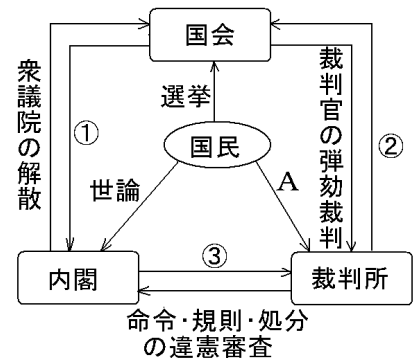 国会
衆議院の解散
①
選挙
裁判官の弾劾裁判
②
国民
世論
A
内閣
③
裁判所
命令・規則・処分
の違憲審査